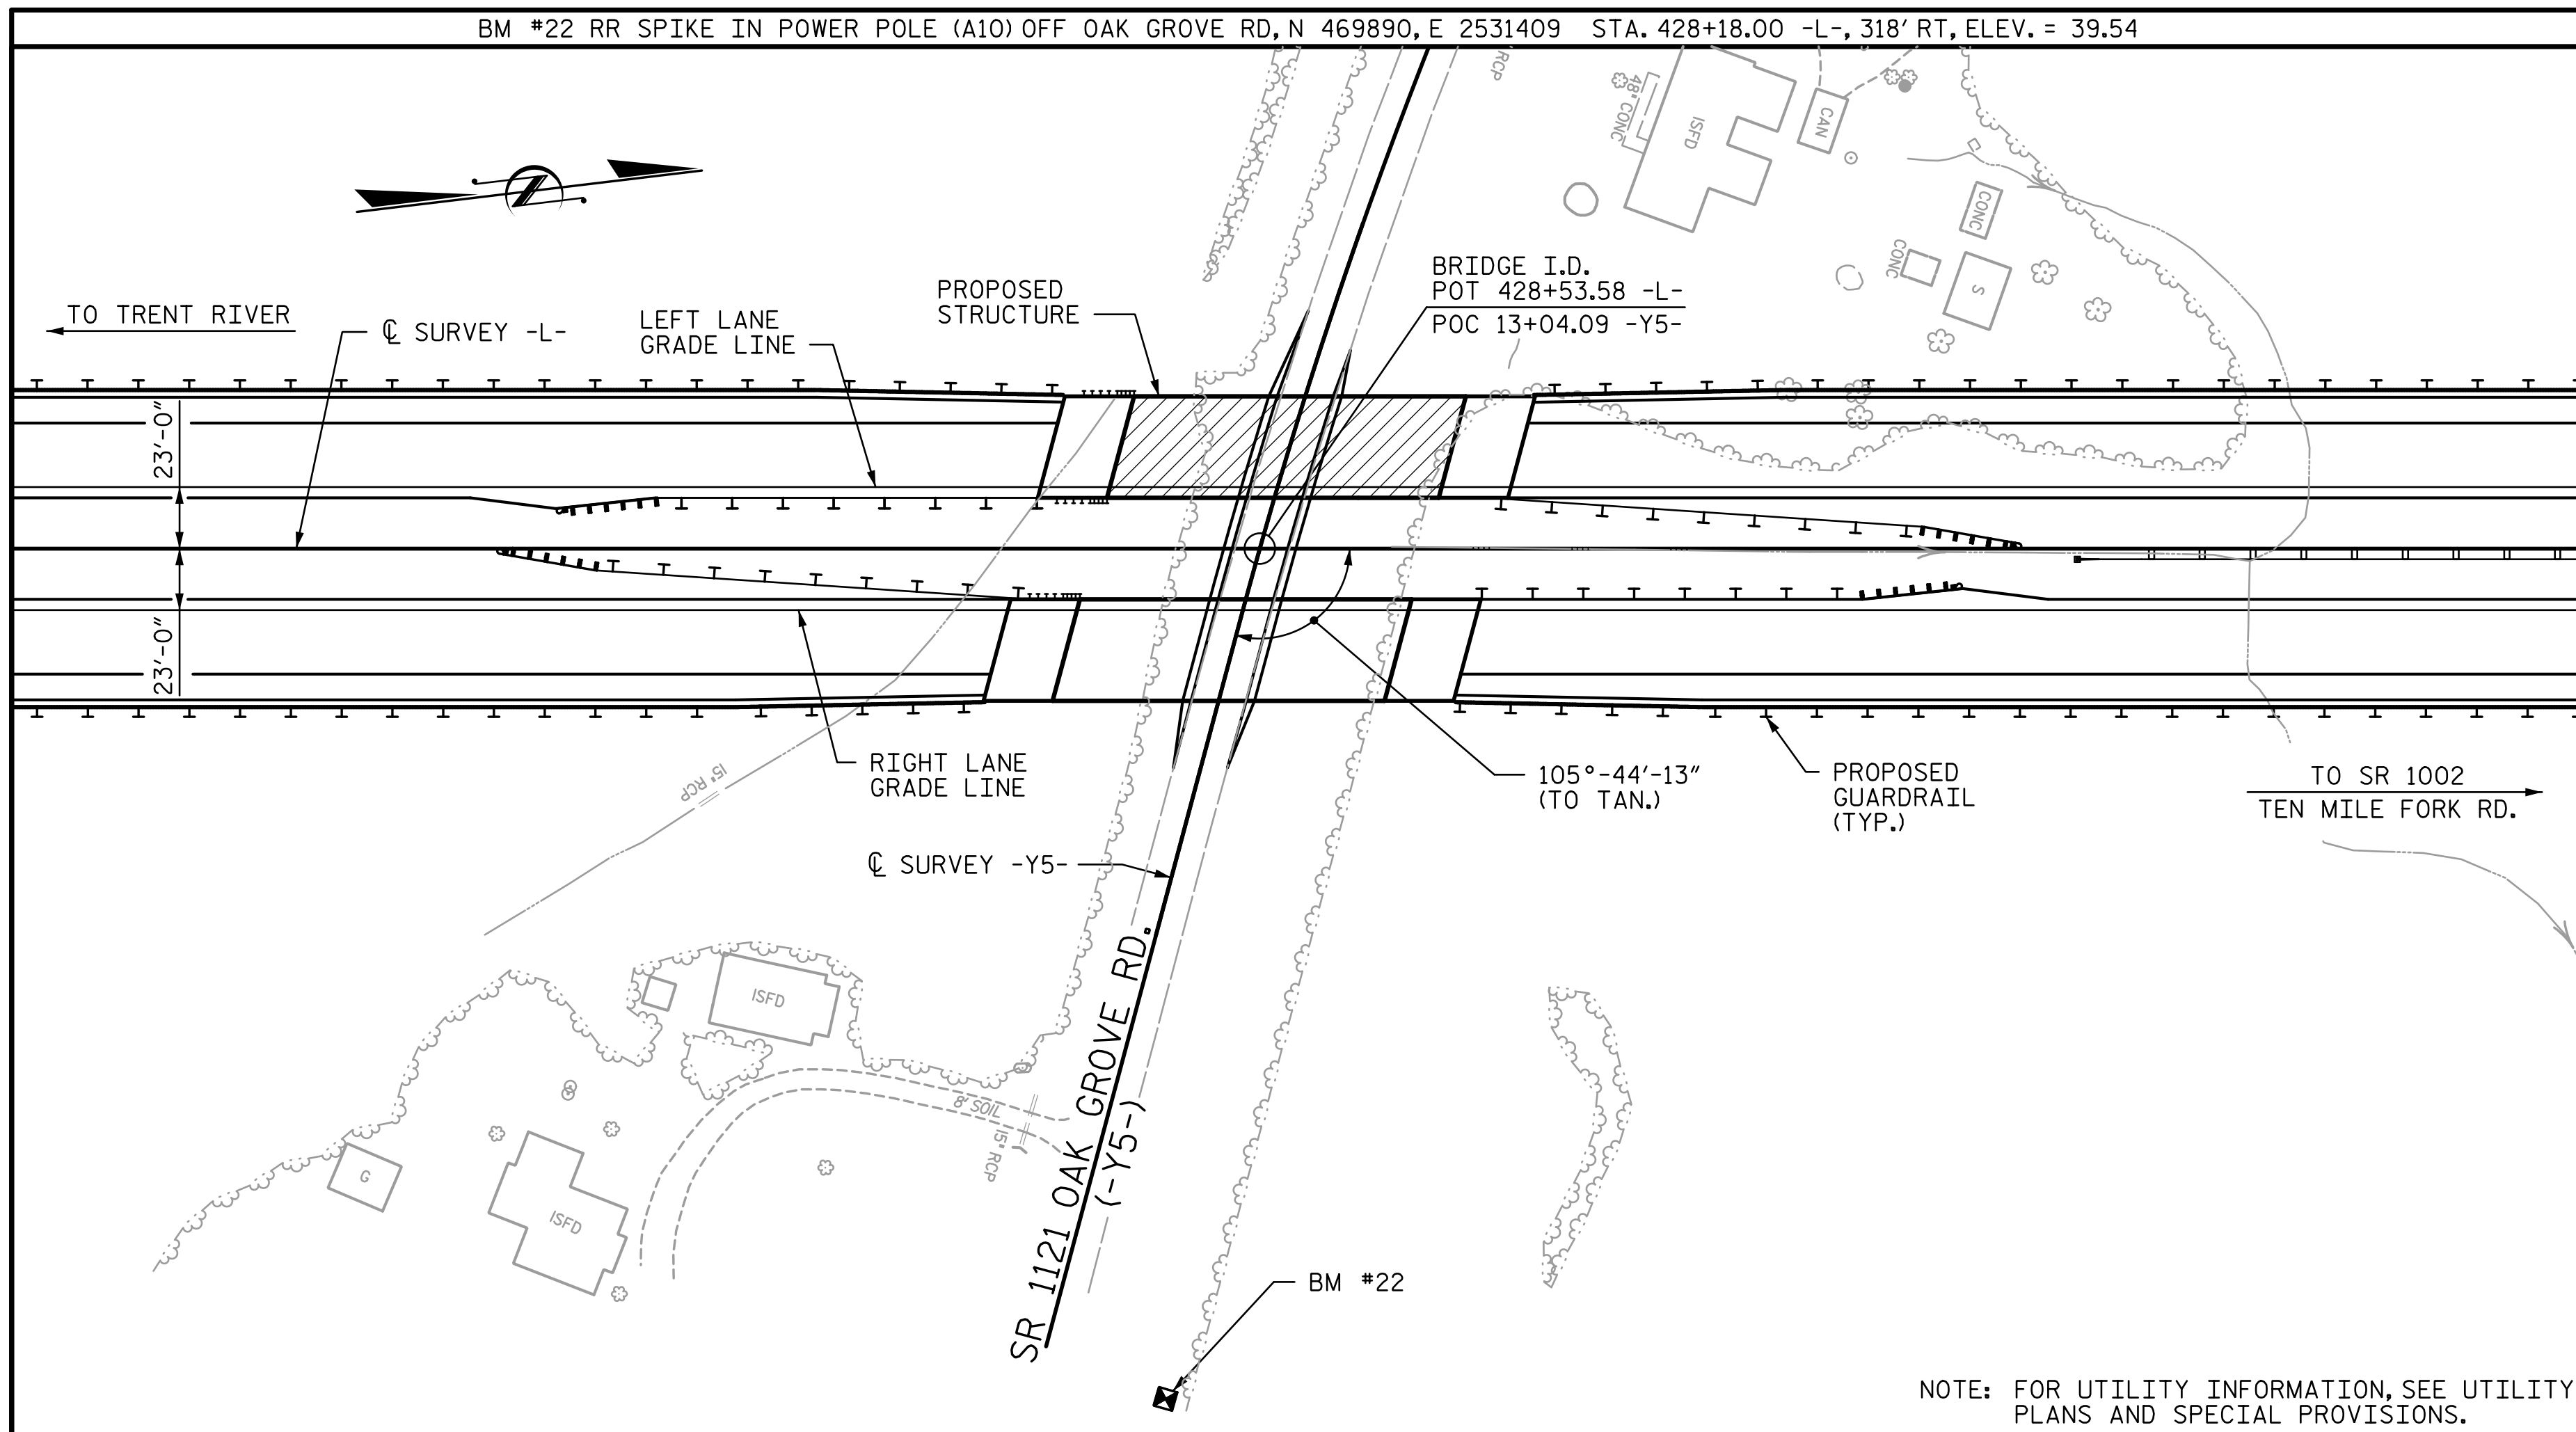 BM #22 RR SPIKE IN POWER POLE (A10) OFF OAK GROVE RD, N 469890, E 2531409 STA. 428+18.00 -L-, 318' RT, ELEV. = 39.54
RCP
48' CONC
1SFD
CAN
CONC
CONC
S
BRIDGE I.D.
POT 428+53.58 -L-
POC 13+04.09 -Y5-
PROPOSED
STRUCTURE
TO TRENT RIVER
℄ SURVEY -L-
LEFT LANE
GRADE LINE
23'-0"
23'-0"
RIGHT LANE
GRADE LINE
15' RCP
105°-44'-13"
(TO TAN.)
PROPOSED
GUARDRAIL
(TYP.)
TO SR 1002
TEN MILE FORK RD.
℄ SURVEY -Y5-
1SFD
8' SOIL
15' RCP
G
1SFD
SR 1121 OAK GROVE RD.
(-Y5-)
BM #22
NOTE: FOR UTILITY INFORMATION, SEE UTILITY
PLANS AND SPECIAL PROVISIONS.